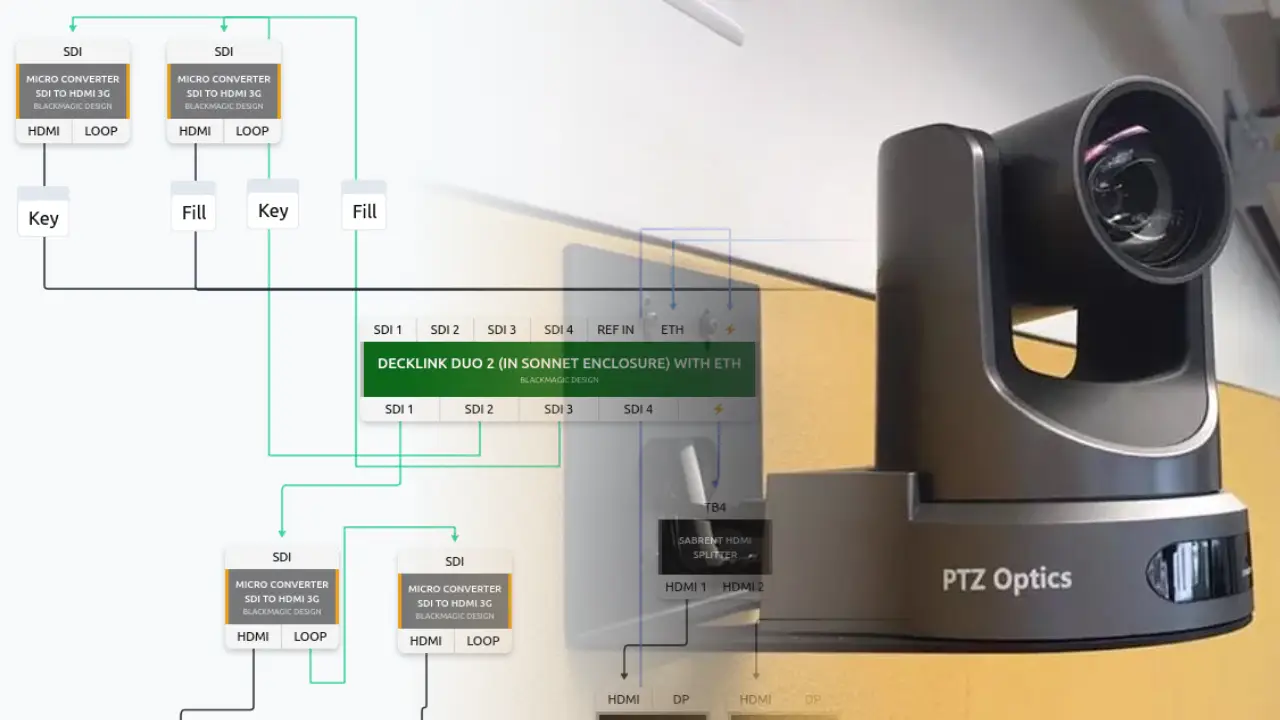 SDI
MICRO CONVERTER
SDI TO HDMI 3G
BLACKMAGIC DESIGN
HDMI LOOP
SDI
MICRO CONVERTER
SDI TO HDMI 3G
BLACKMAGIC DESIGN
HDMI LOOP
Key
Fill
Key
Fill
SDI 1 SDI 2 SDI 3 SDI 4 REF IN ETH ⚡
DECKLINK DUO 2 (IN SONNET ENCLOSURE) WITH ETH
BLACKMAGIC DESIGN
SDI 1 SDI 2 SDI 3 SDI 4 ⚡
TB4
SABRENT HDMI
SPLITTER
HDMI 1 HDMI 2
SDI
MICRO CONVERTER
SDI TO HDMI 3G
BLACKMAGIC DESIGN
HDMI LOOP
SDI
MICRO CONVERTER
SDI TO HDMI 3G
BLACKMAGIC DESIGN
HDMI LOOP
HDMI DP
HDMI DP
PTZ Optics